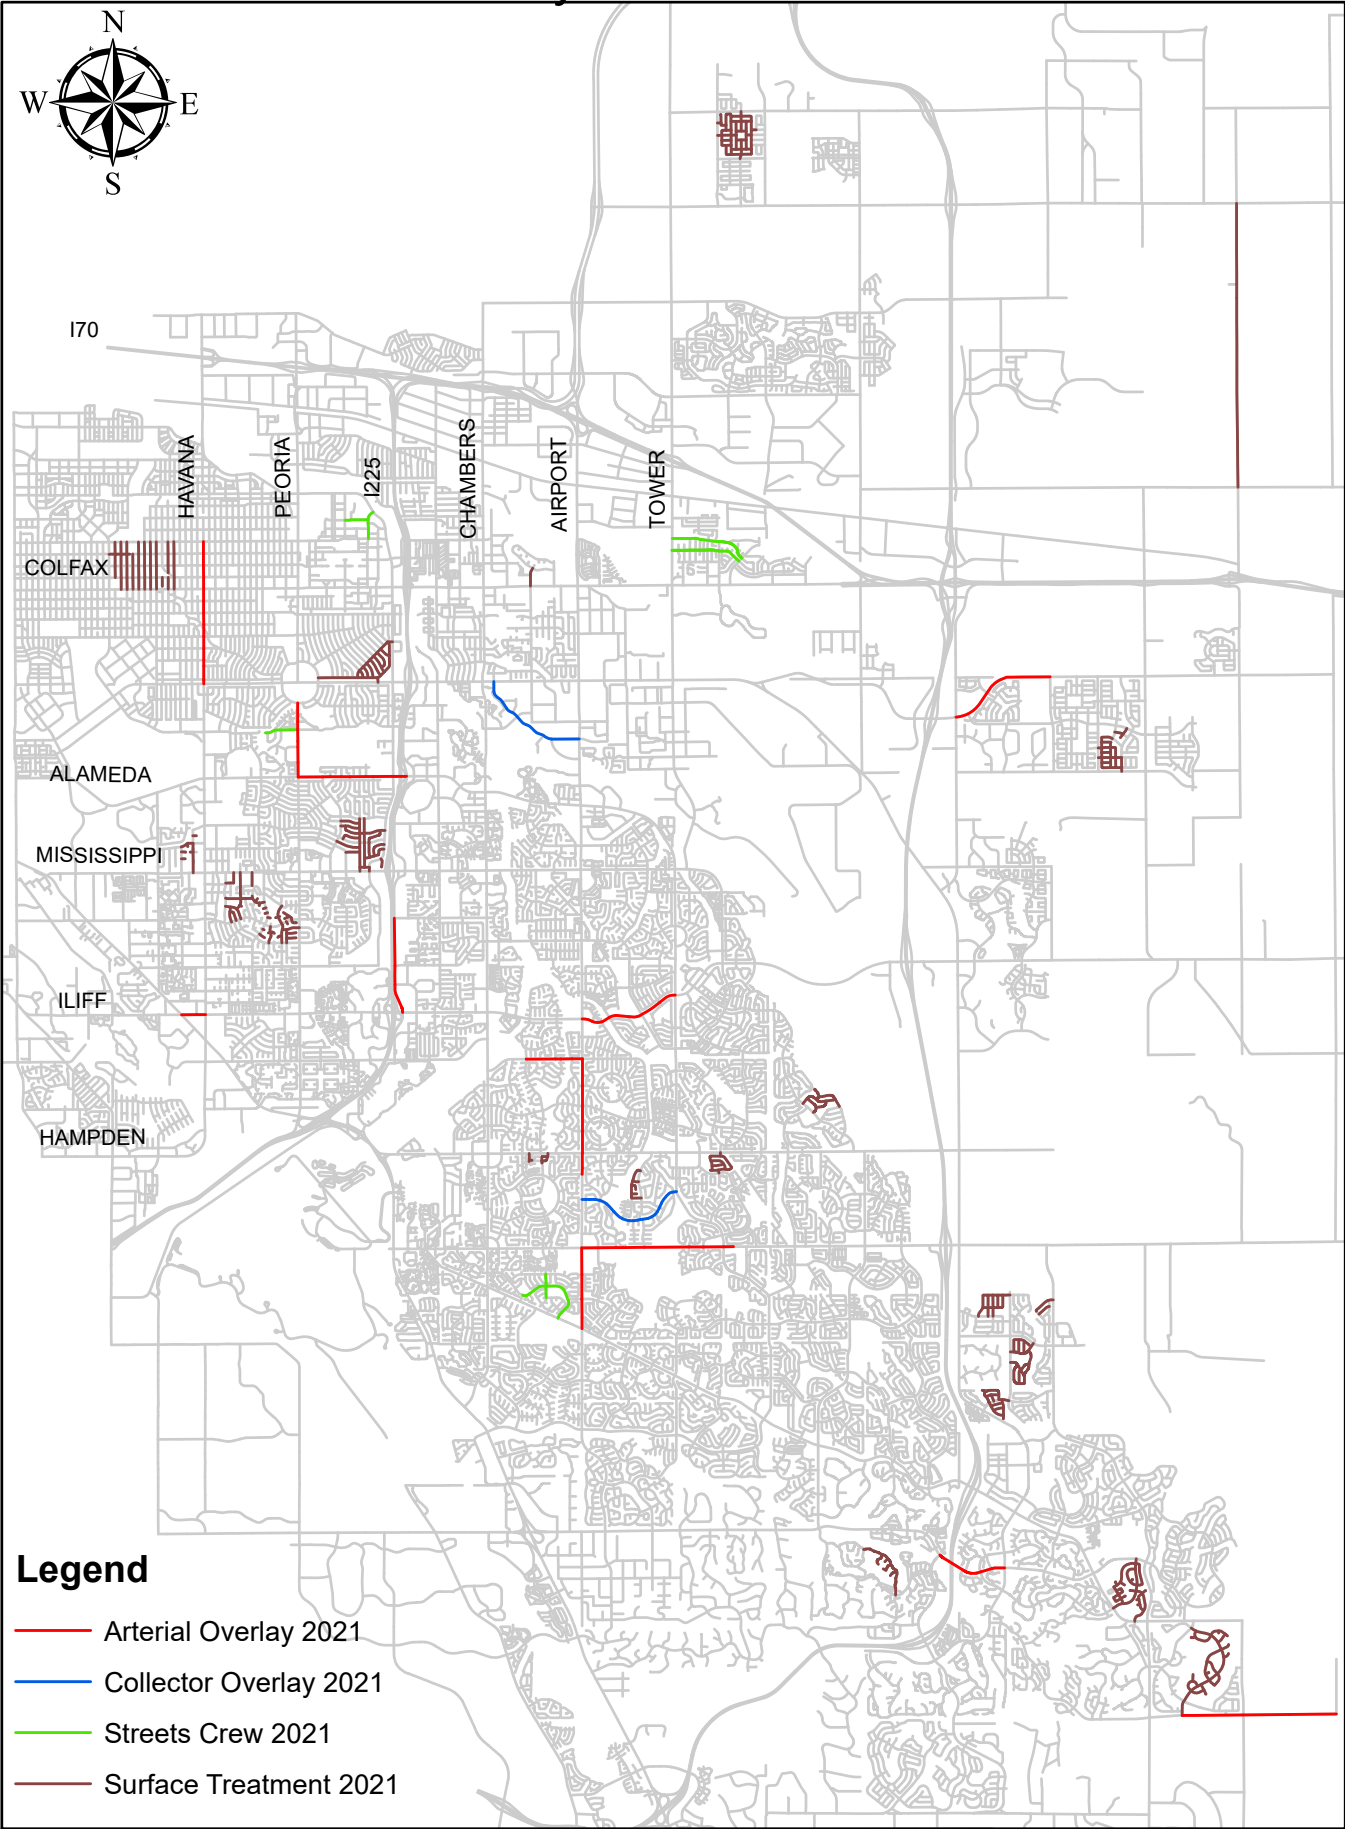 N
W
E
S
I70
HAVANA
PEORIA
I225
CHAMBERS
AIRPORT
TOWER
COLFAX
ALAMEDA
MISSISSIPPI
ILIFF
HAMPDEN
Legend
Arterial Overlay 2021
Collector Overlay 2021
Streets Crew 2021
Surface Treatment 2021